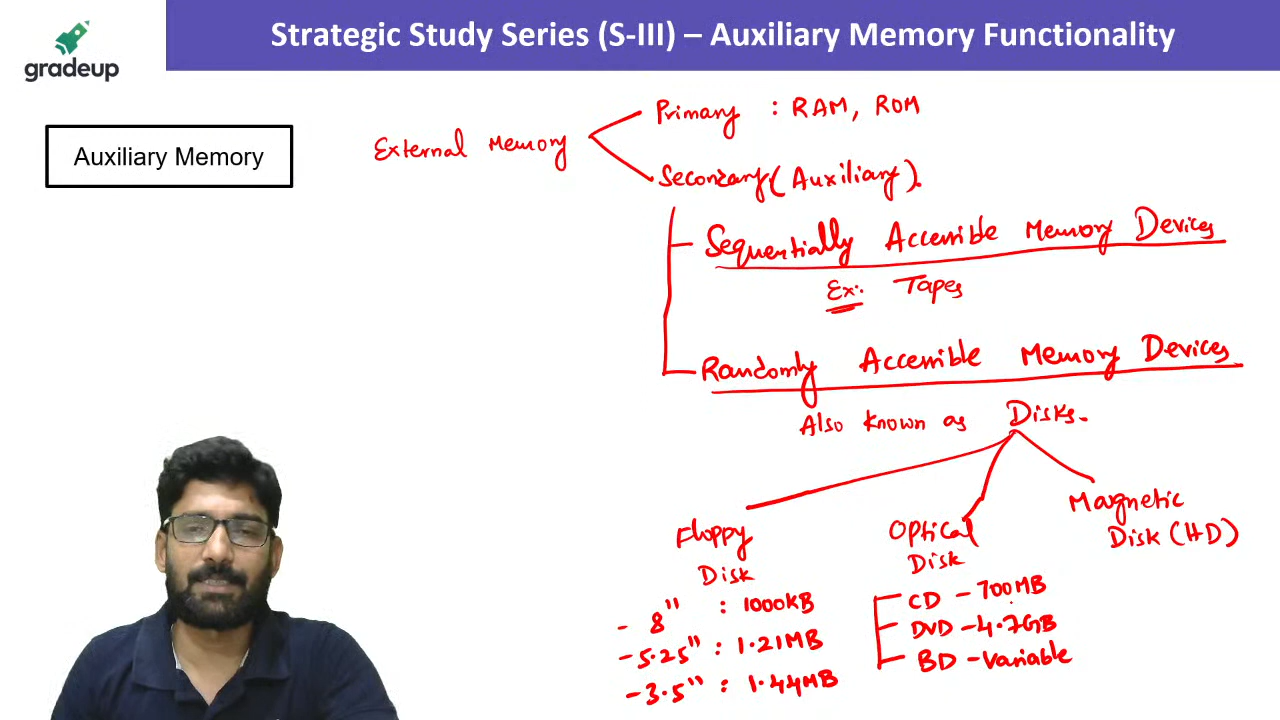 Strategic Study Series (S-III) – Auxiliary Memory Functionality
gradeup
Auxiliary Memory
External Memory
Primary : RAM, ROM
Secondary (Auxiliary).
Sequentially Accessible Memory Devices
Ex:- Tapes
Randomly Accessible Memory Devices
Also Known as Disks.
Floppy Disk
- 8" : 1000KB
- 5.25" : 1.21MB
- 3.5" : 1.44MB
Optical Disk
CD - 700MB
DVD - 4.7GB
BD - Variable
Magnetic
Disk (HD)